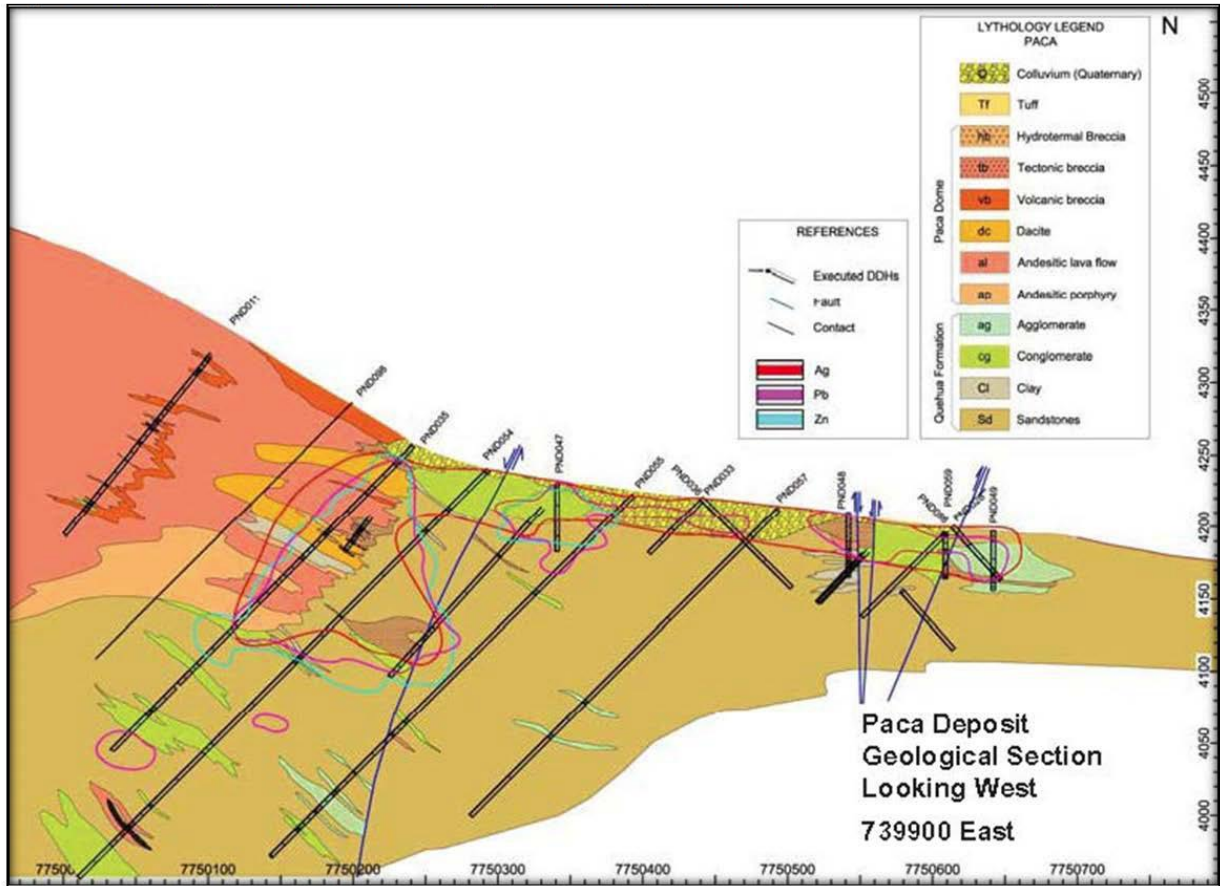 LYTHOLOGY LEGEND
PACA
N
Q Colluvium (Quaternary)
Tf Tuff
hb Hydrotermal Breccia
tb Tectonic breccia
vb Volcanic breccia
dc Dacite
al Andesitic lava flow
ap Andesitic porphyry
ag Agglomerate
cg Conglomerate
Cl Clay
Sd Sandstones
Paca Dome
Quehua Formation
REFERENCES
Executed DDHs
Fault
Contact
Ag
Pb
Zn
4500
4450
4400
4350
4300
4250
4200
4150
4100
4050
4000
PND011
PND098
PND035
PND054
PND047
PND055
PND036
PND033
PND057
PND048
PND059
PND049
Paca Deposit
Geological Section
Looking West
739900 East
77500
7750100
7750200
7750300
7750400
7750500
7750600
7750700